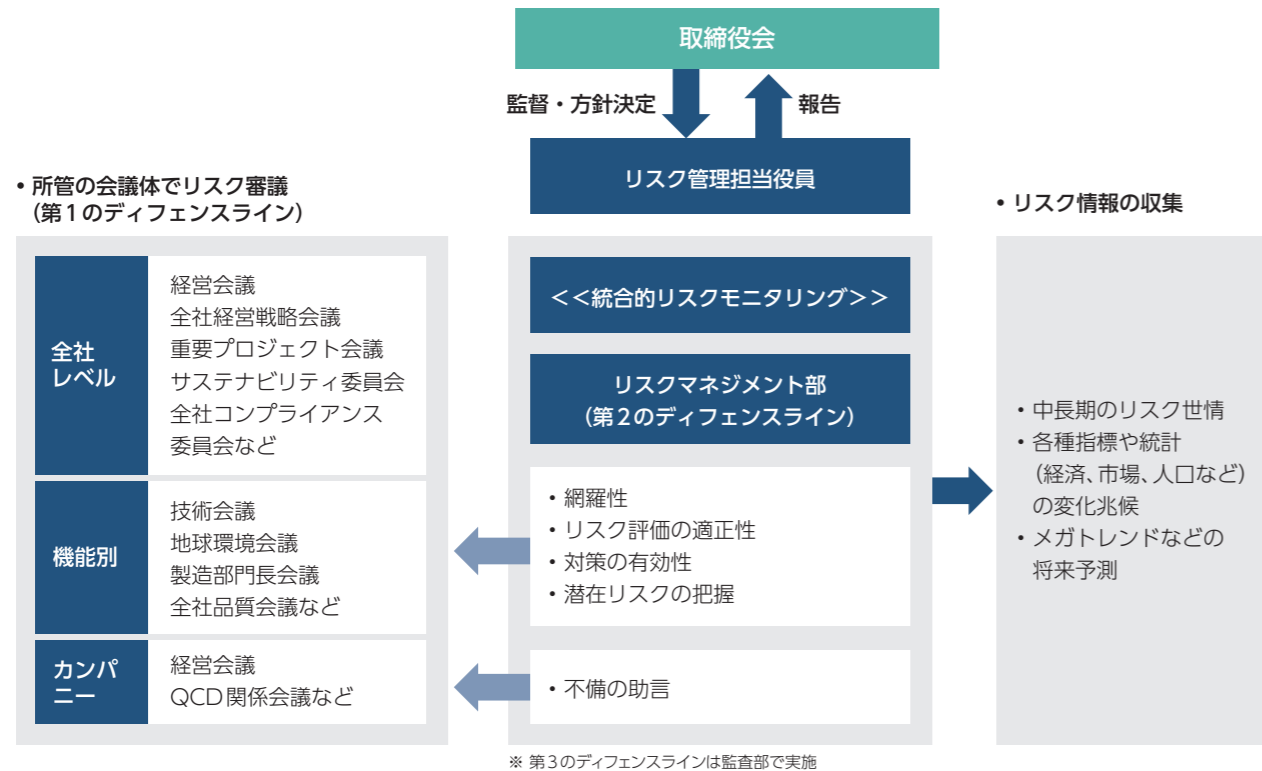 取締役会
監督・方針決定
報告
リスク管理担当役員
• 所管の会議体でリスク審議
（第１のディフェンスライン）
全社
レベル
経営会議
全社経営戦略会議
重要プロジェクト会議
サステナビリティ委員会
全社コンプライアンス
委員会など
機能別
技術会議
地球環境会議
製造部門長会議
全社品質会議など
カンパ
ニー
経営会議
QCD関係会議など
＜＜統合的リスクモニタリング＞＞
リスクマネジメント部
（第２のディフェンスライン）
• 網羅性
• リスク評価の適正性
• 対策の有効性
• 潜在リスクの把握
• 不備の助言
※ 第３のディフェンスラインは監査部で実施
• リスク情報の収集
• 中長期のリスク世情
• 各種指標や統計
（経済、市場、人口など）
の変化兆候
• メガトレンドなどの
将来予測